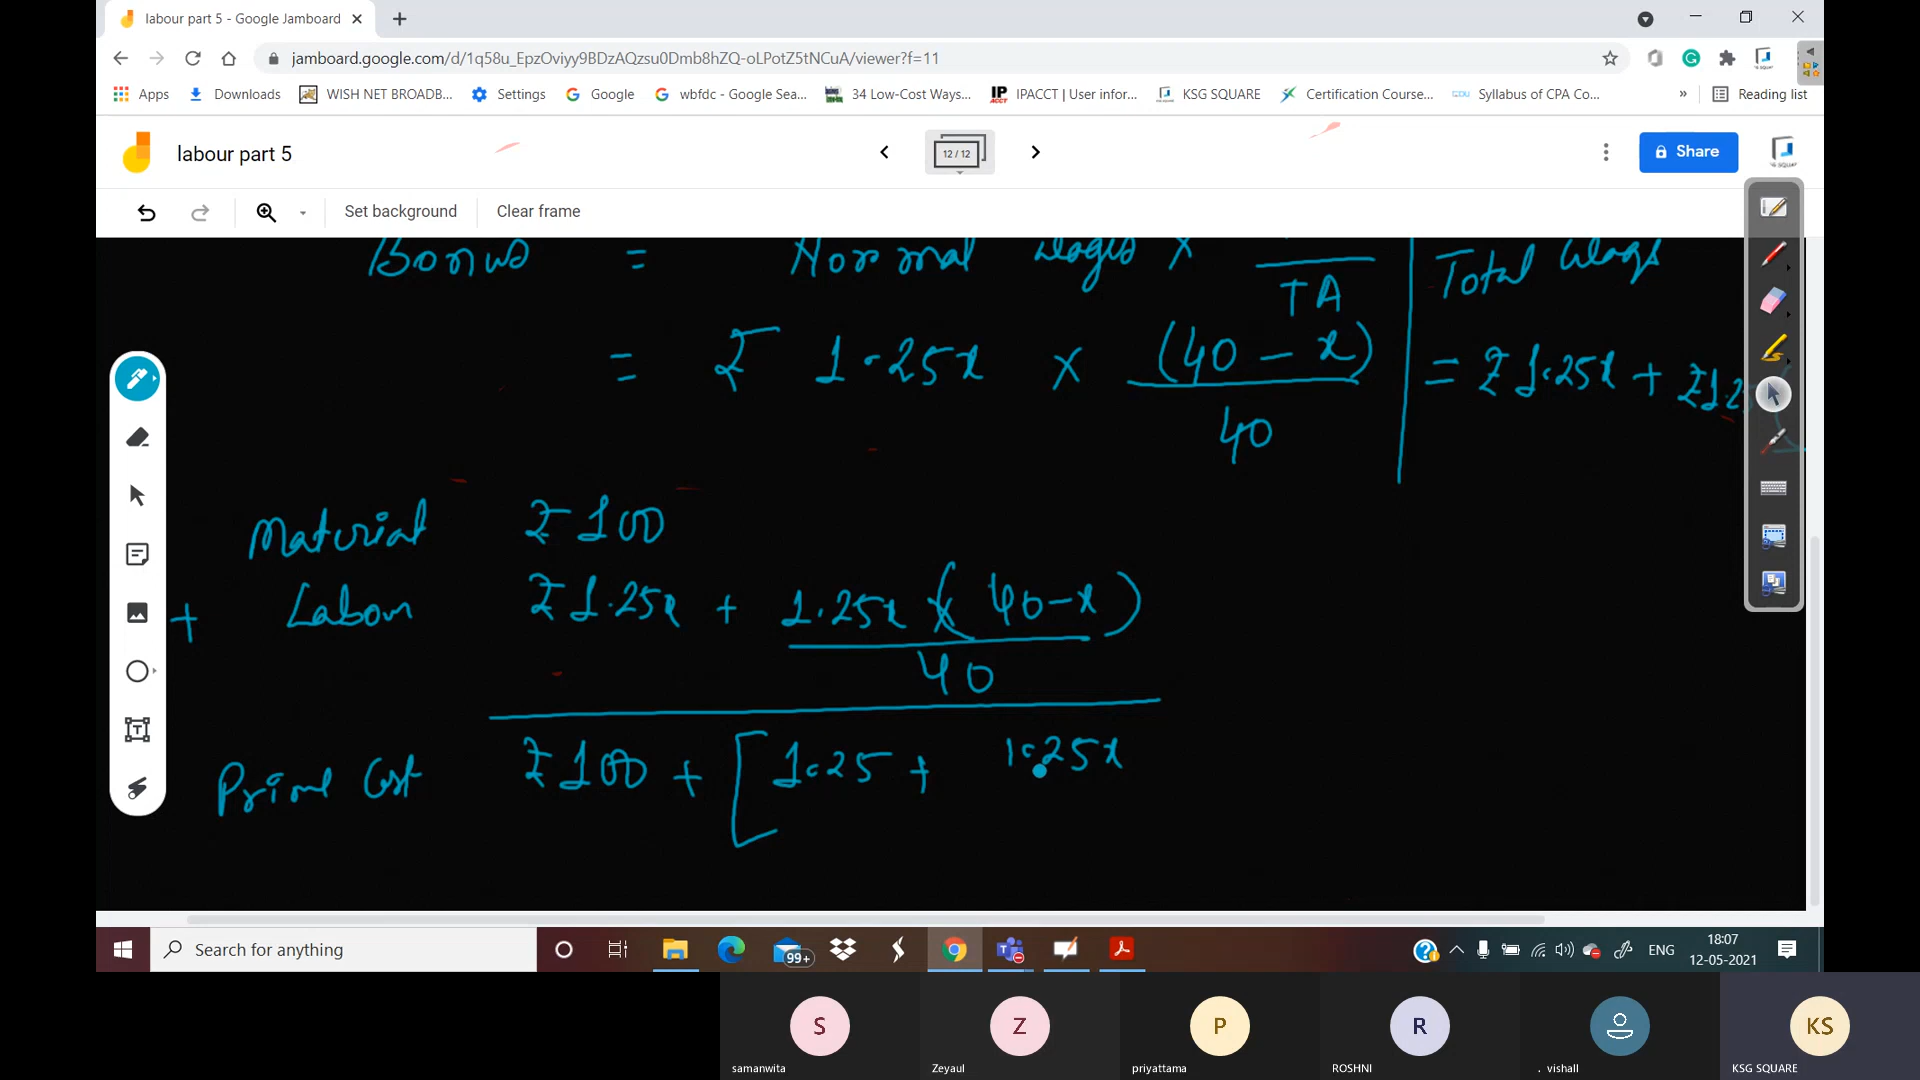 labour part 5 - Google Jamboard
jamboard.google.com/d/1q58u_EpzOviyy9BDzAQzsu0Dmb8hZQ-oLPotZ5tNCuA/viewer?f=11
Apps Downloads WISH NET BROADB... Settings Google wbfdc - Google Sea... 34 Low-Cost Ways... IPACCT | User infor... KSG SQUARE Certification Course... Syllabus of CPA Co... » Reading list
labour part 5 12 / 12 Share
Set background Clear frame
Bonus = Normal Wages x
TA
Total Wages
= ₹ 1.25x x (40 - x)
40
= ₹1.25x + ₹1.2
Material ₹100
+ Labour ₹1.25x + 1.25x (40-x)
40
Prime Cost ₹100 + [1.25 + 1.25x
Search for anything 99+ ENG 18:07
12-05-2021
S Z P R KS
samanwita Zeyaul priyattama ROSHNI . vishall KSG SQUARE